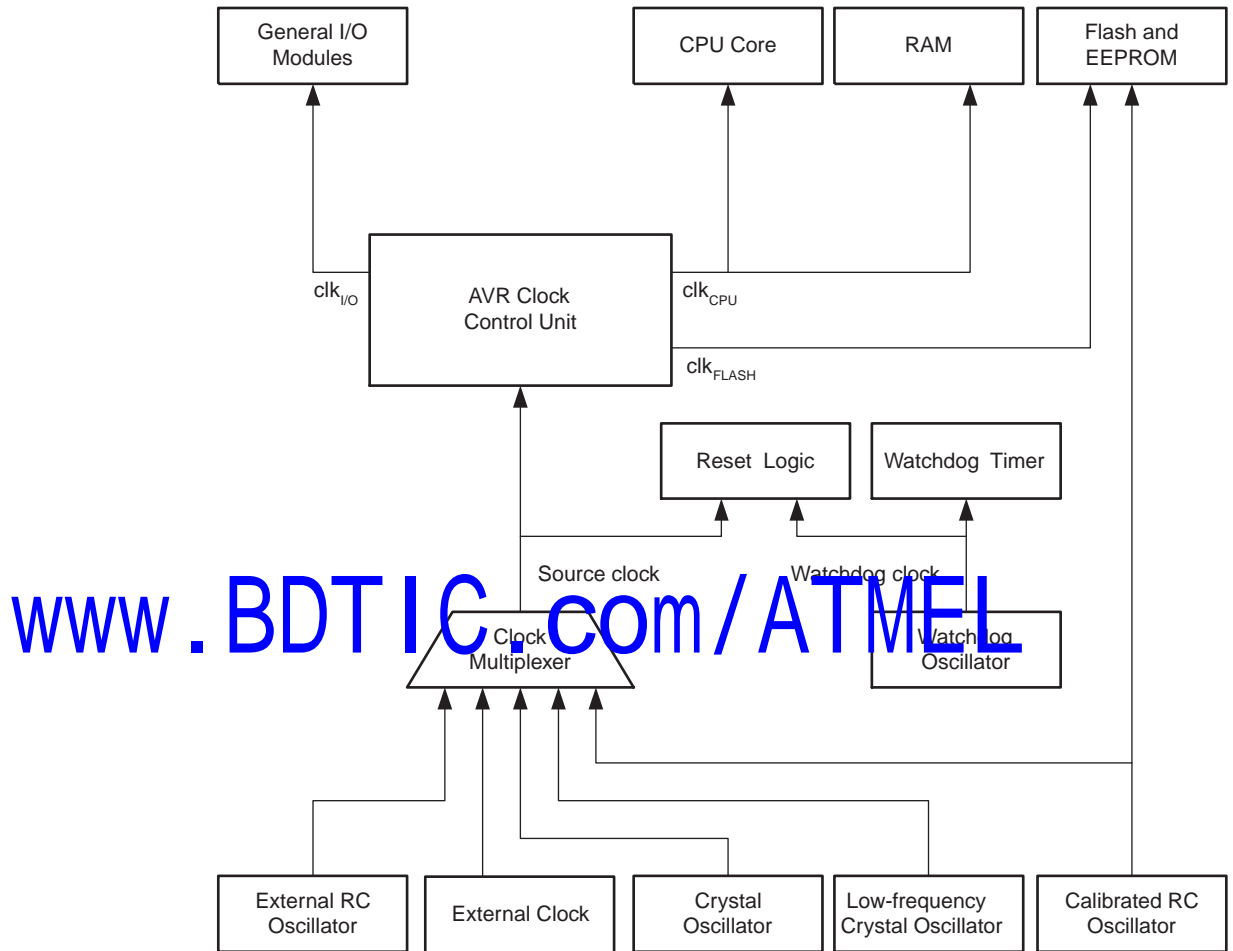 General I/O
Modules
CPU Core
RAM
Flash and
EEPROM
clkI/O
AVR Clock
Control Unit
clkCPU
clkFLASH
Reset Logic
Watchdog Timer
Source clock
Watchdog clock
www.BDTIC.com/ATMEL
Clock
Multiplexer
Watchdog
Oscillator
External RC
Oscillator
External Clock
Crystal
Oscillator
Low-frequency
Crystal Oscillator
Calibrated RC
Oscillator